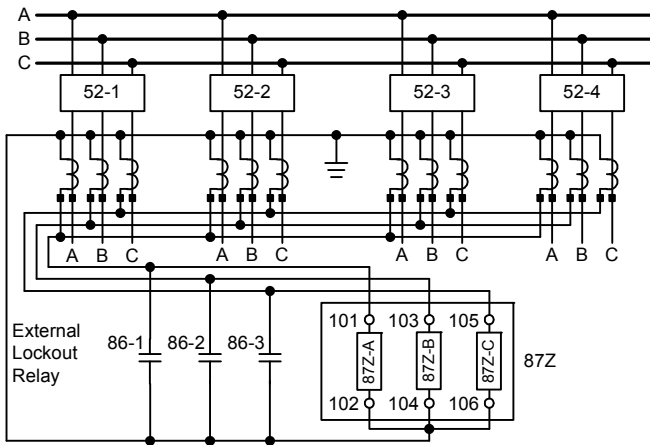 A
B
C
52-1
52-2
52-3
52-4
A B C
A B C
A B C
A B C
External
Lockout
Relay
86-1
86-2
86-3
101
103
105
87Z-A
87Z-B
87Z-C
87Z
102
104
106